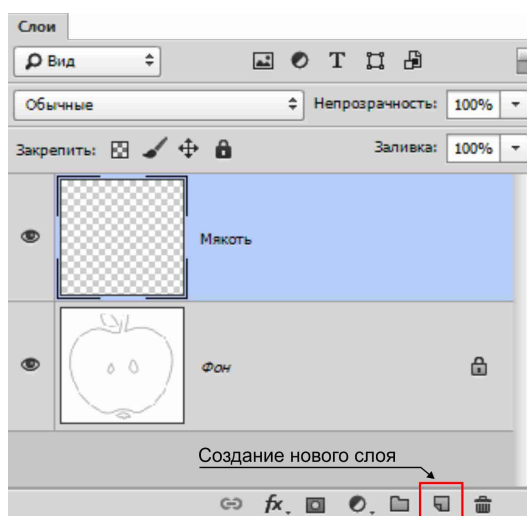 Слои
Вид
T
Обычные Непрозрачность: 100%
Закрепить: Заливка: 100%
Мякоть
Фон
Создание нового слоя
fx.